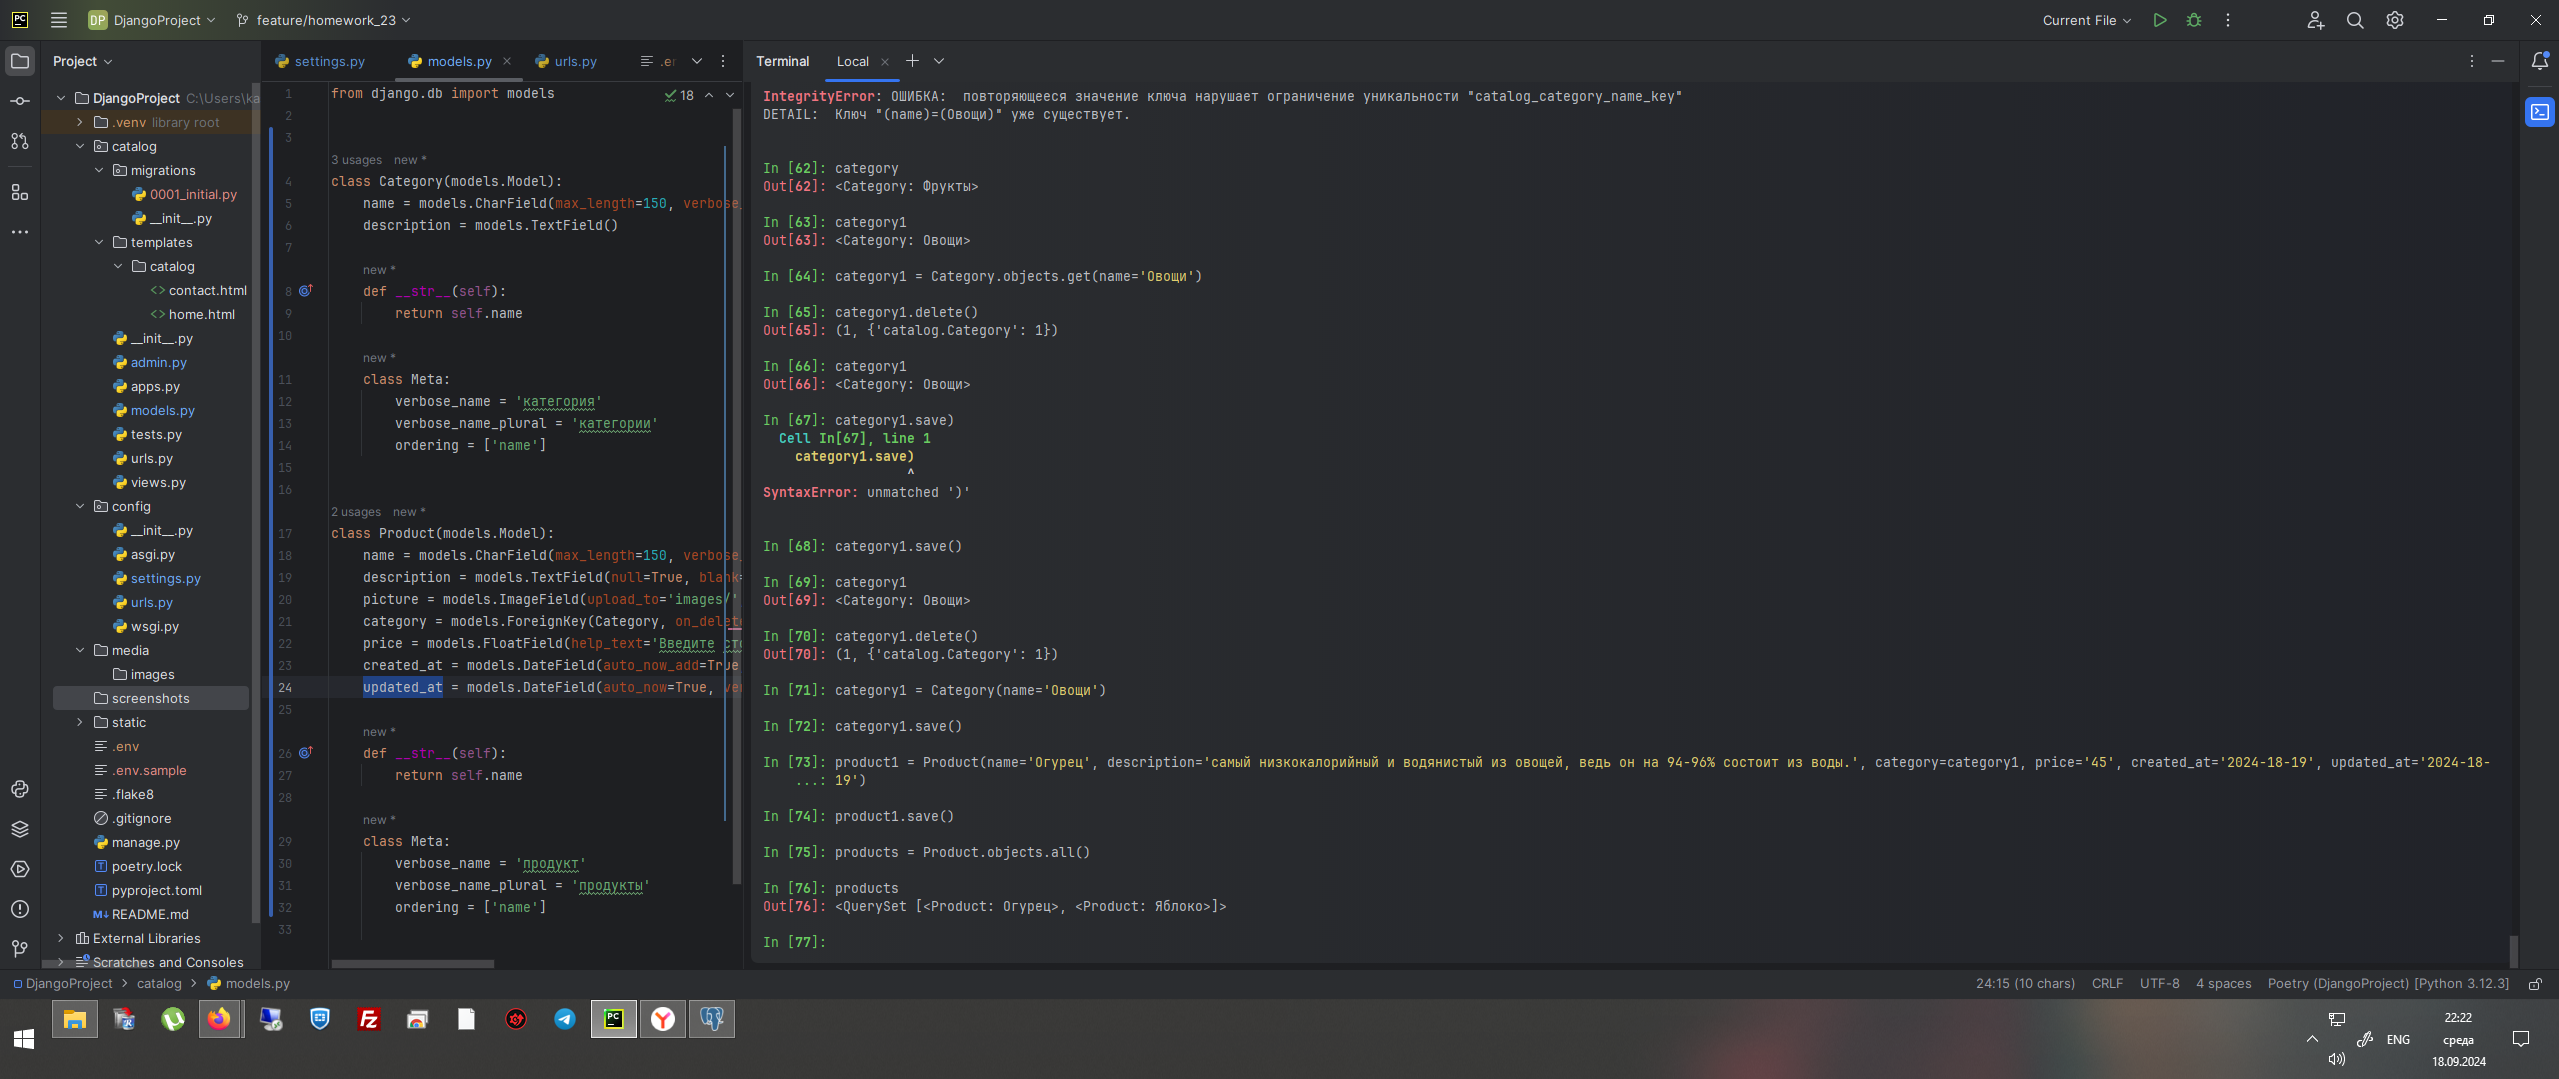 PC
DP DjangoProject
feature/homework_23
Current File
Project
DjangoProject C:\Users\ka
.venv library root
catalog
migrations
0001_initial.py
__init__.py
templates
catalog
contact.html
home.html
__init__.py
admin.py
apps.py
models.py
tests.py
urls.py
views.py
config
__init__.py
asgi.py
settings.py
urls.py
wsgi.py
media
images
screenshots
static
.env
.env.sample
.flake8
.gitignore
manage.py
poetry.lock
pyproject.toml
README.md
External Libraries
Scratches and Consoles
settings.py
models.py
urls.py
18
1 from django.db import models
2
3
3 usages new *
4 class Category(models.Model):
5 name = models.CharField(max_length=150, verbose_
6 description = models.TextField()
7
new *
8 def __str__(self):
9 return self.name
10
new *
11 class Meta:
12 verbose_name = 'категория'
13 verbose_name_plural = 'категории'
14 ordering = ['name']
15
16
2 usages new *
17 class Product(models.Model):
18 name = models.CharField(max_length=150, verbose_
19 description = models.TextField(null=True, blank=
20 picture = models.ImageField(upload_to='images/'
21 category = models.ForeignKey(Category, on_delete
22 price = models.FloatField(help_text='Введите сто
23 created_at = models.DateField(auto_now_add=True
24 updated_at = models.DateField(auto_now=True, ver
25
new *
26 def __str__(self):
27 return self.name
28
new *
29 class Meta:
30 verbose_name = 'продукт'
31 verbose_name_plural = 'продукты'
32 ordering = ['name']
33
Terminal Local
IntegrityError: ОШИБКА:  повторяющееся значение ключа нарушает ограничение уникальности "catalog_category_name_key"
DETAIL:  Ключ "(name)=(Овощи)" уже существует.
In [62]: category
Out[62]: <Category: Фрукты>
In [63]: category1
Out[63]: <Category: Овощи>
In [64]: category1 = Category.objects.get(name='Овощи')
In [65]: category1.delete()
Out[65]: (1, {'catalog.Category': 1})
In [66]: category1
Out[66]: <Category: Овощи>
In [67]: category1.save)
Cell In[67], line 1
category1.save)
^
SyntaxError: unmatched ')'
In [68]: category1.save()
In [69]: category1
Out[69]: <Category: Овощи>
In [70]: category1.delete()
Out[70]: (1, {'catalog.Category': 1})
In [71]: category1 = Category(name='Овощи')
In [72]: category1.save()
In [73]: product1 = Product(name='Огурец', description='самый низкокалорийный и водянистый из овощей, ведь он на 94-96% состоит из воды.', category=category1, price='45', created_at='2024-18-19', updated_at='2024-18-
...: 19')
In [74]: product1.save()
In [75]: products = Product.objects.all()
In [76]: products
Out[76]: <QuerySet [<Product: Огурец>, <Product: Яблоко>]>
In [77]:
DjangoProject > catalog > models.py
24:15 (10 chars) CRLF UTF-8 4 spaces Poetry (DjangoProject) [Python 3.12.3]
ENG
22:22
среда
18.09.2024